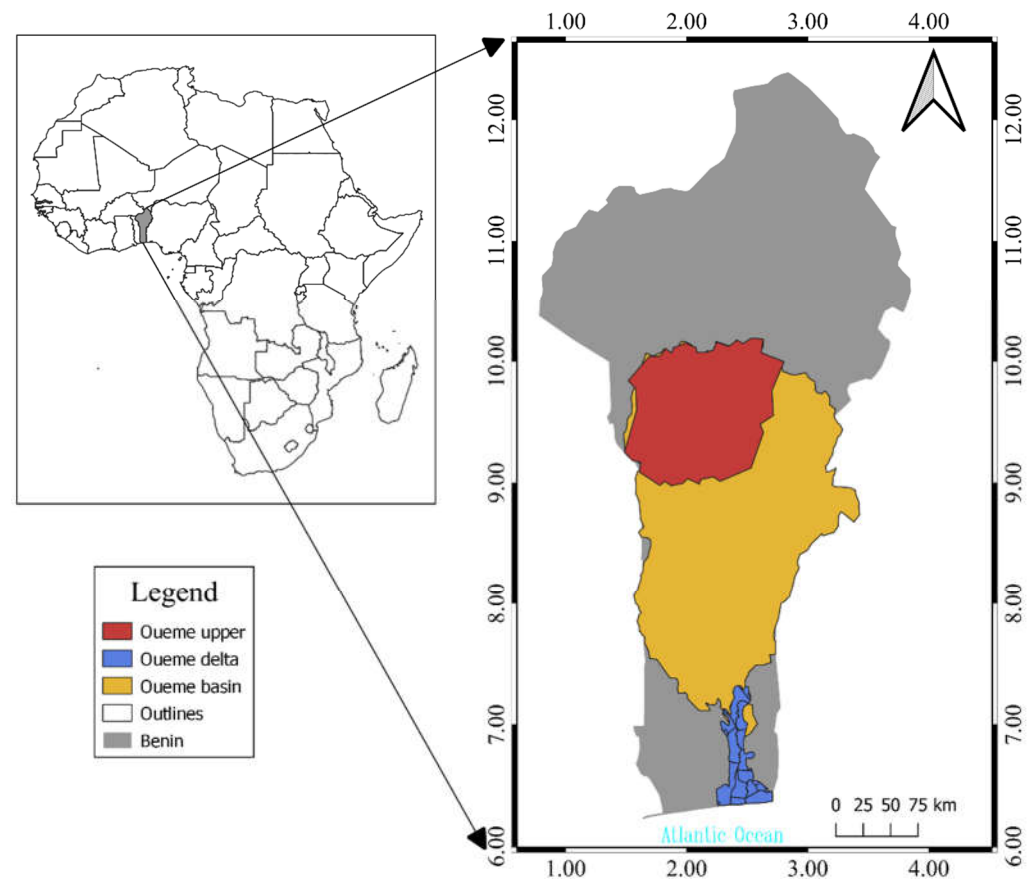 1.00 2.00 3.00 4.00
12.00
11.00
10.00
9.00
8.00
7.00
6.00
12.00
11.00
10.00
9.00
8.00
7.00
6.00
Legend
Oueme upper
Oueme delta
Oueme basin
Outlines
Benin
0 25 50 75 km
Atlantic Ocean
1.00 2.00 3.00 4.00